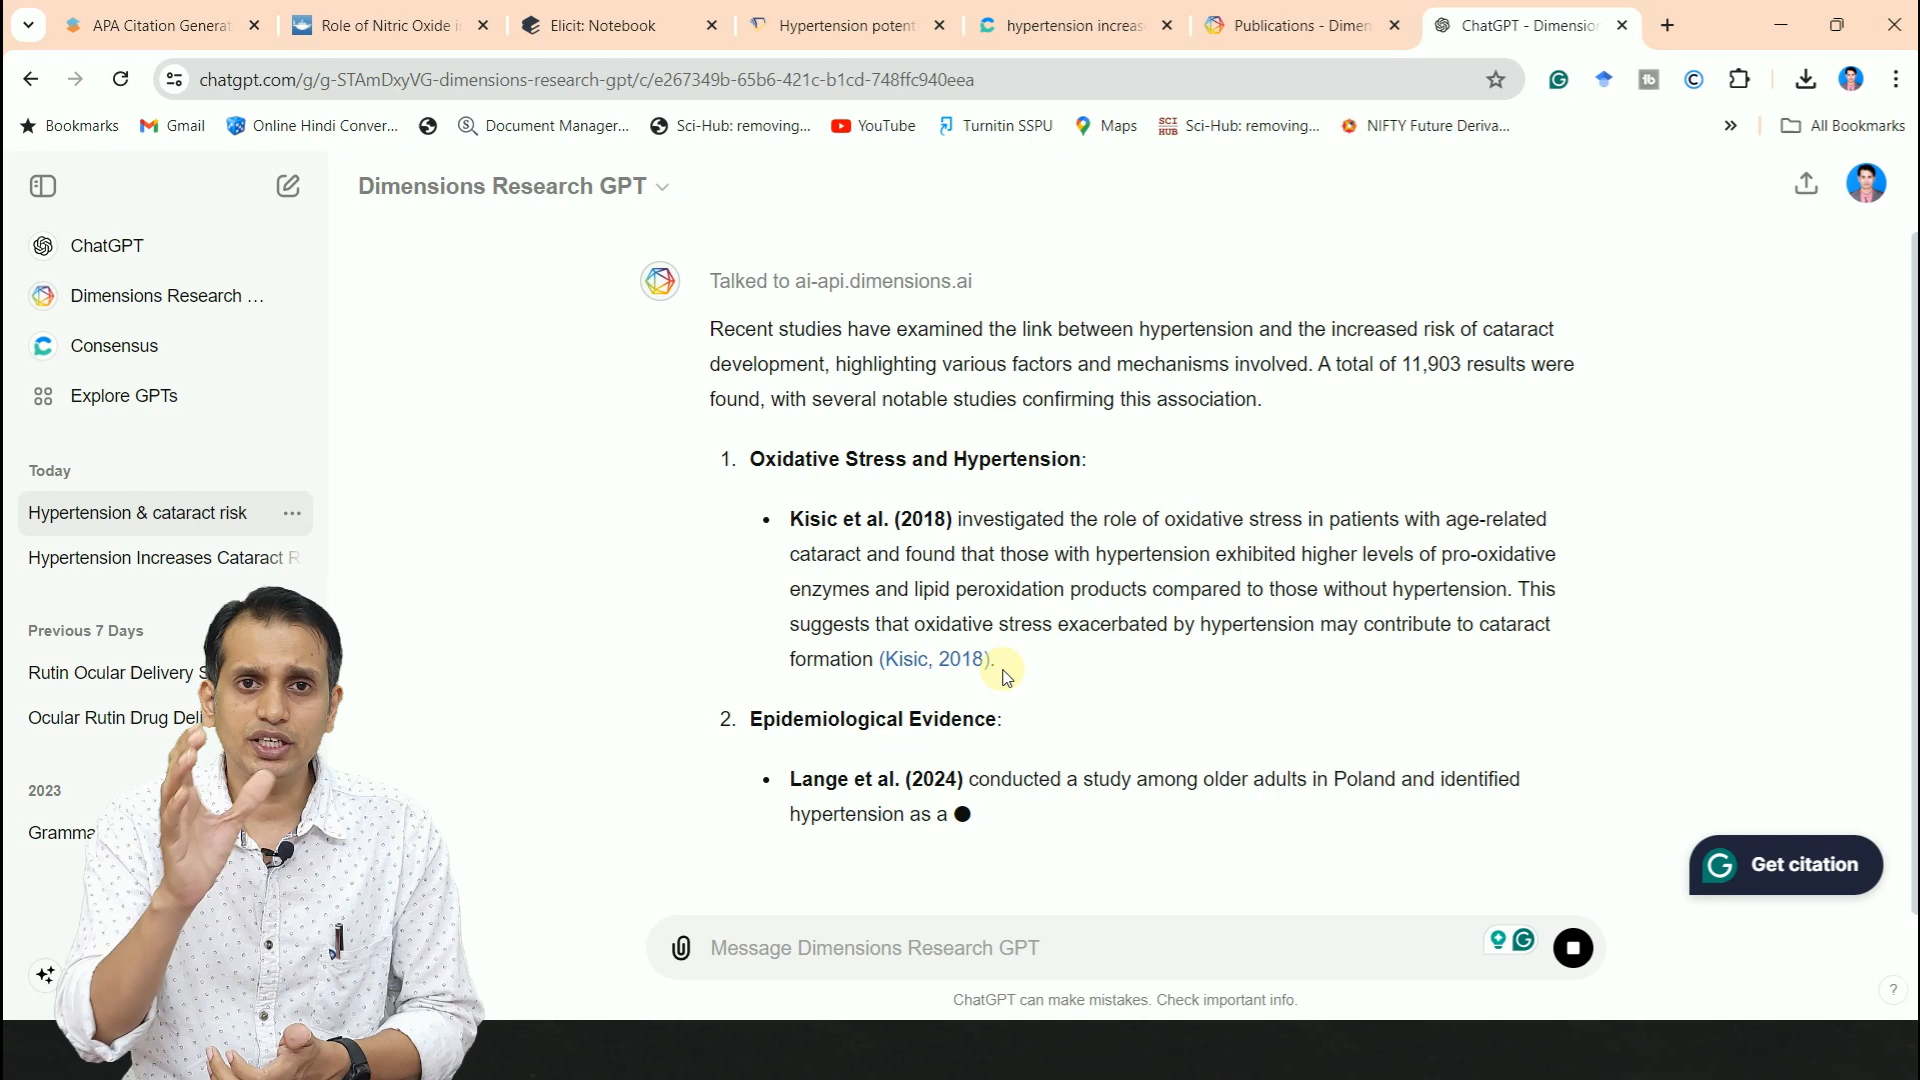 APA Citation Generat
Role of Nitric Oxide i
Elicit: Notebook
Hypertension potent
hypertension increas
Publications - Dimen
ChatGPT - Dimension
chatgpt.com/g/g-STAmDxyVG-dimensions-research-gpt/c/e267349b-65b6-421c-b1cd-748ffc940eea
Bookmarks
Gmail
Online Hindi Conver...
Document Manager...
Sci-Hub: removing...
YouTube
Turnitin SSPU
Maps
SCI HUB
Sci-Hub: removing...
NIFTY Future Deriva...
All Bookmarks
Dimensions Research GPT
ChatGPT
Dimensions Research ...
Consensus
Explore GPTs
Today
Hypertension & cataract risk
Hypertension Increases Cataract R
Previous 7 Days
Rutin Ocular Delivery S
Ocular Rutin Drug Deli
2023
Gramma
Talked to ai-api.dimensions.ai
Recent studies have examined the link between hypertension and the increased risk of cataract
development, highlighting various factors and mechanisms involved. A total of 11,903 results were
found, with several notable studies confirming this association.
1. Oxidative Stress and Hypertension:
• Kisic et al. (2018) investigated the role of oxidative stress in patients with age-related
cataract and found that those with hypertension exhibited higher levels of pro-oxidative
enzymes and lipid peroxidation products compared to those without hypertension. This
suggests that oxidative stress exacerbated by hypertension may contribute to cataract
formation (Kisic, 2018).
2. Epidemiological Evidence:
• Lange et al. (2024) conducted a study among older adults in Poland and identified
hypertension as a
Get citation
Message Dimensions Research GPT
ChatGPT can make mistakes. Check important info.
?